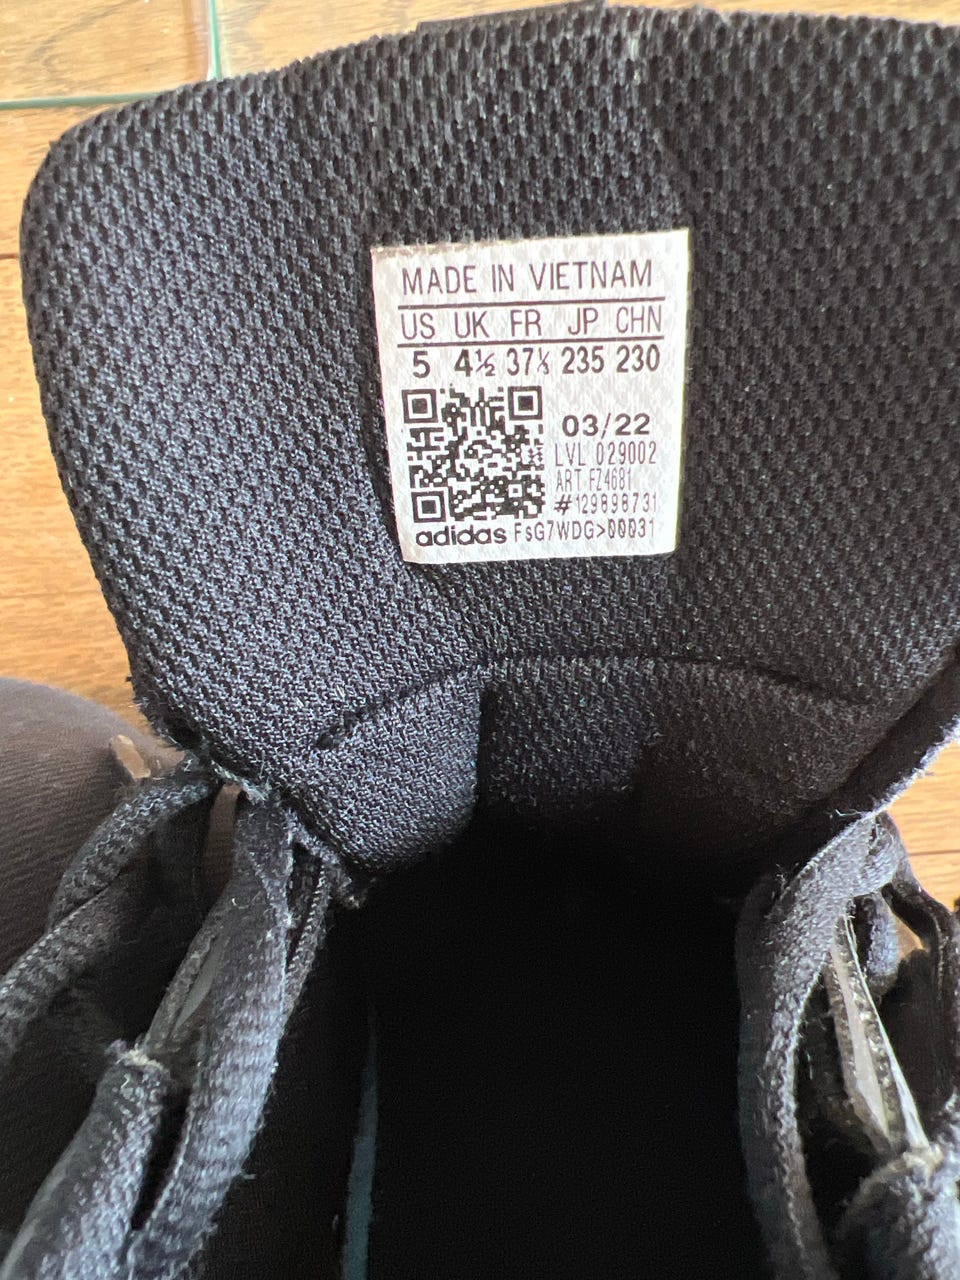 MADE IN VIETNAM
US UK FR JP CHN
5 4½ 37⅓ 235 230
03/22
LVL 029002
ART FZ4681
#129898731
adidas FsG7WDG>00031